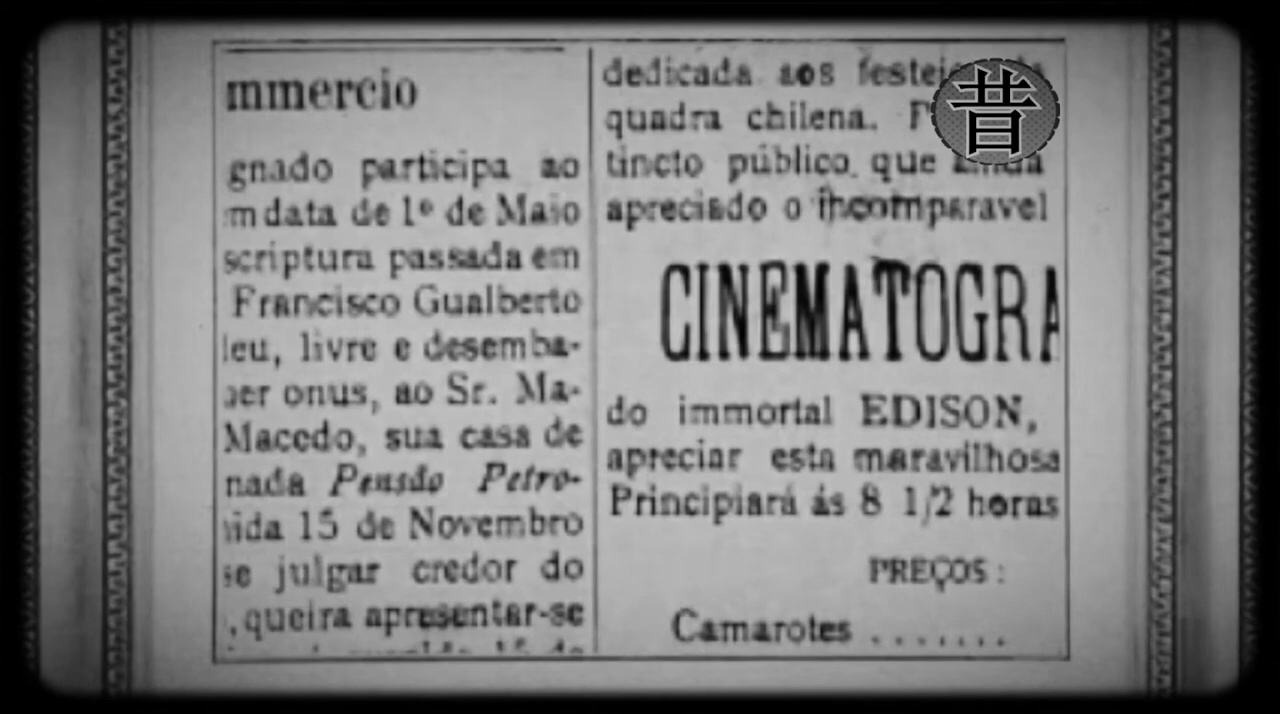 mmercio
gnado participa ao
m data de 1º de Maio
scriptura passada em
Francisco Gualberto
leu, livre e desemba-
er onus, ao Sr. Ma-
Macedo, sua casa de
nada Pensão Petro-
ida 15 de Novembro
se julgar credor do
, queira apresentar-se
dedicada aos
quadra chilena.
tincto público, que
apreciado o incomparavel
CINEMATOGRA
do immortal EDISON,
apreciar esta maravilhosa
Principiará ás 8 1/2 horas
PREÇOS :
Camarotes . . . . . . .
昔